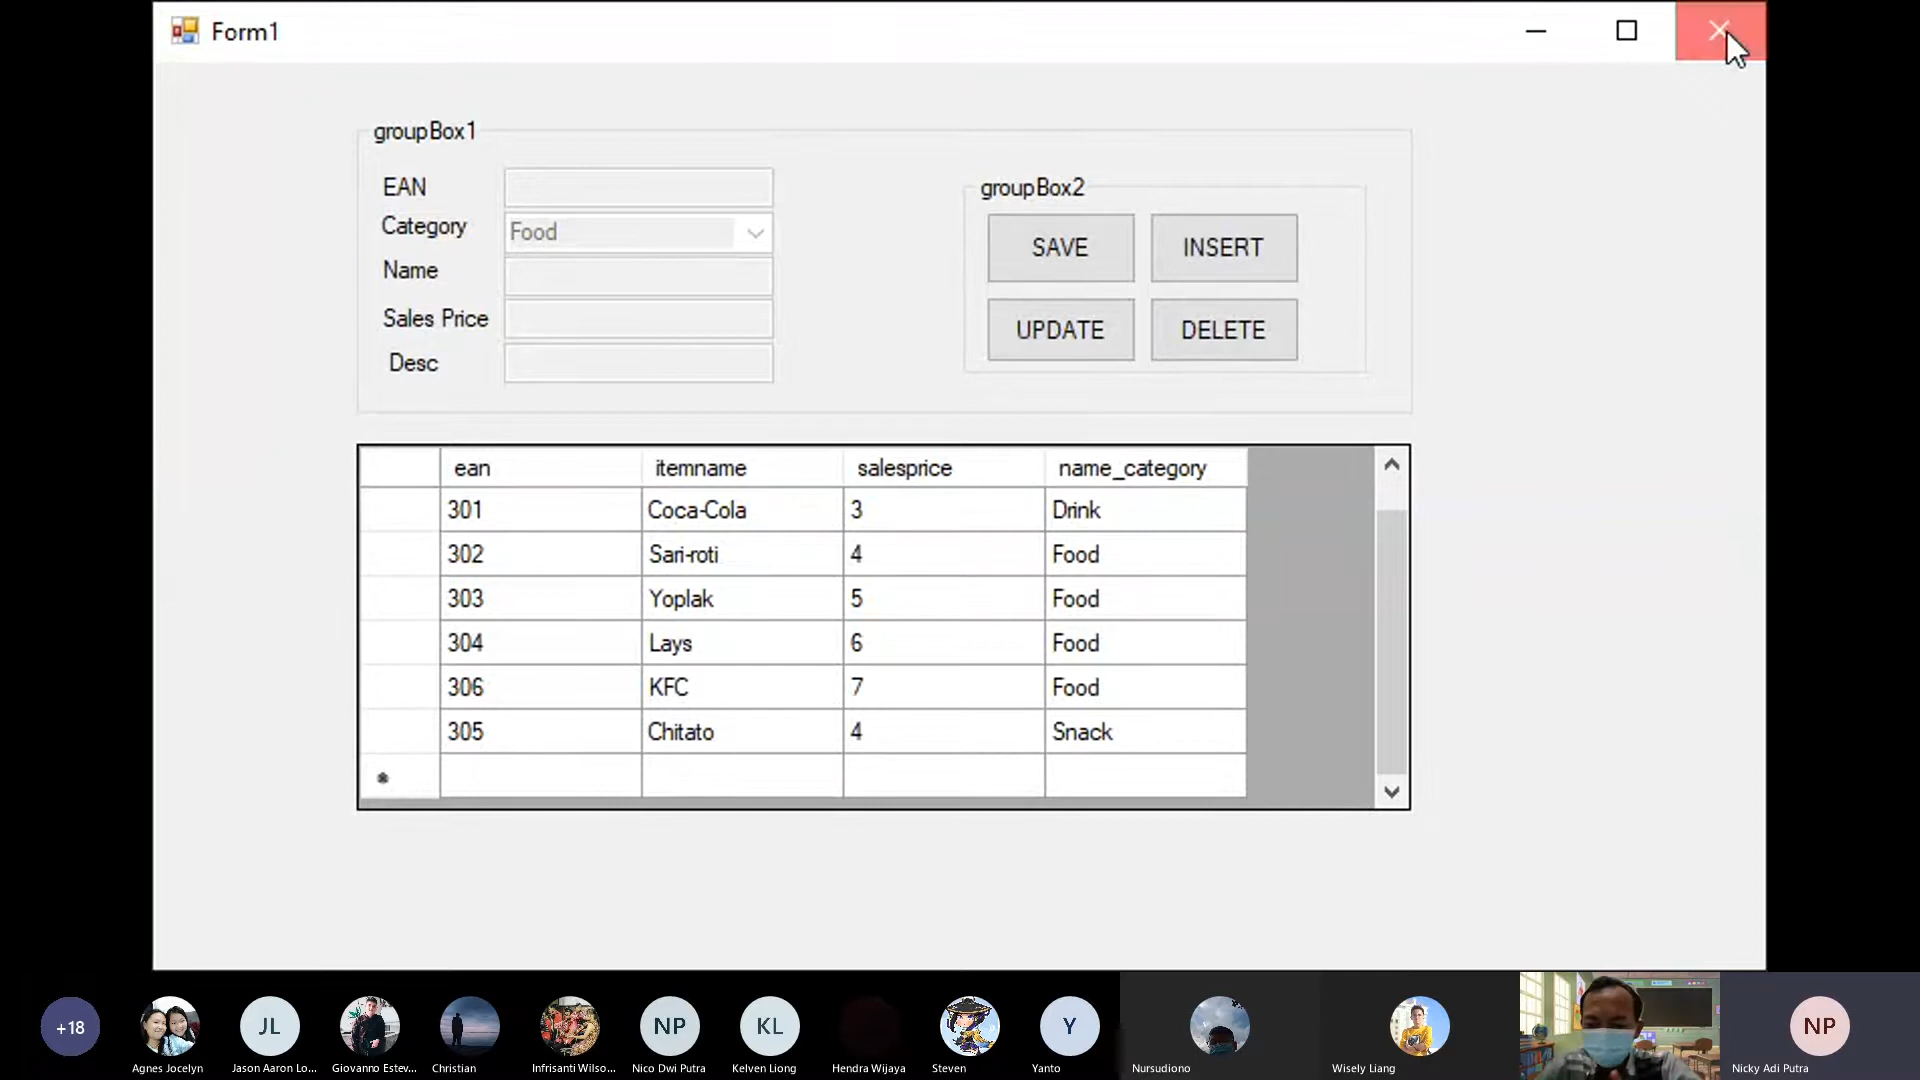 Form1
groupBox1
EAN
Category Food
Name
Sales Price
Desc
groupBox2
SAVE INSERT
UPDATE DELETE
ean itemname salesprice name_category
301 Coca-Cola 3 Drink
302 Sari-roti 4 Food
303 Yoplak 5 Food
304 Lays 6 Food
306 KFC 7 Food
305 Chitato 4 Snack
+18 JL NP KL Y NP
Agnes Jocelyn Jason Aaron Lo... Giovanno Estev... Christian Infrisanti Wilso... Nico Dwi Putra Kelven Liong Hendra Wijaya Steven Yanto Nursudiono Wisely Liang Nicky Adi Putra